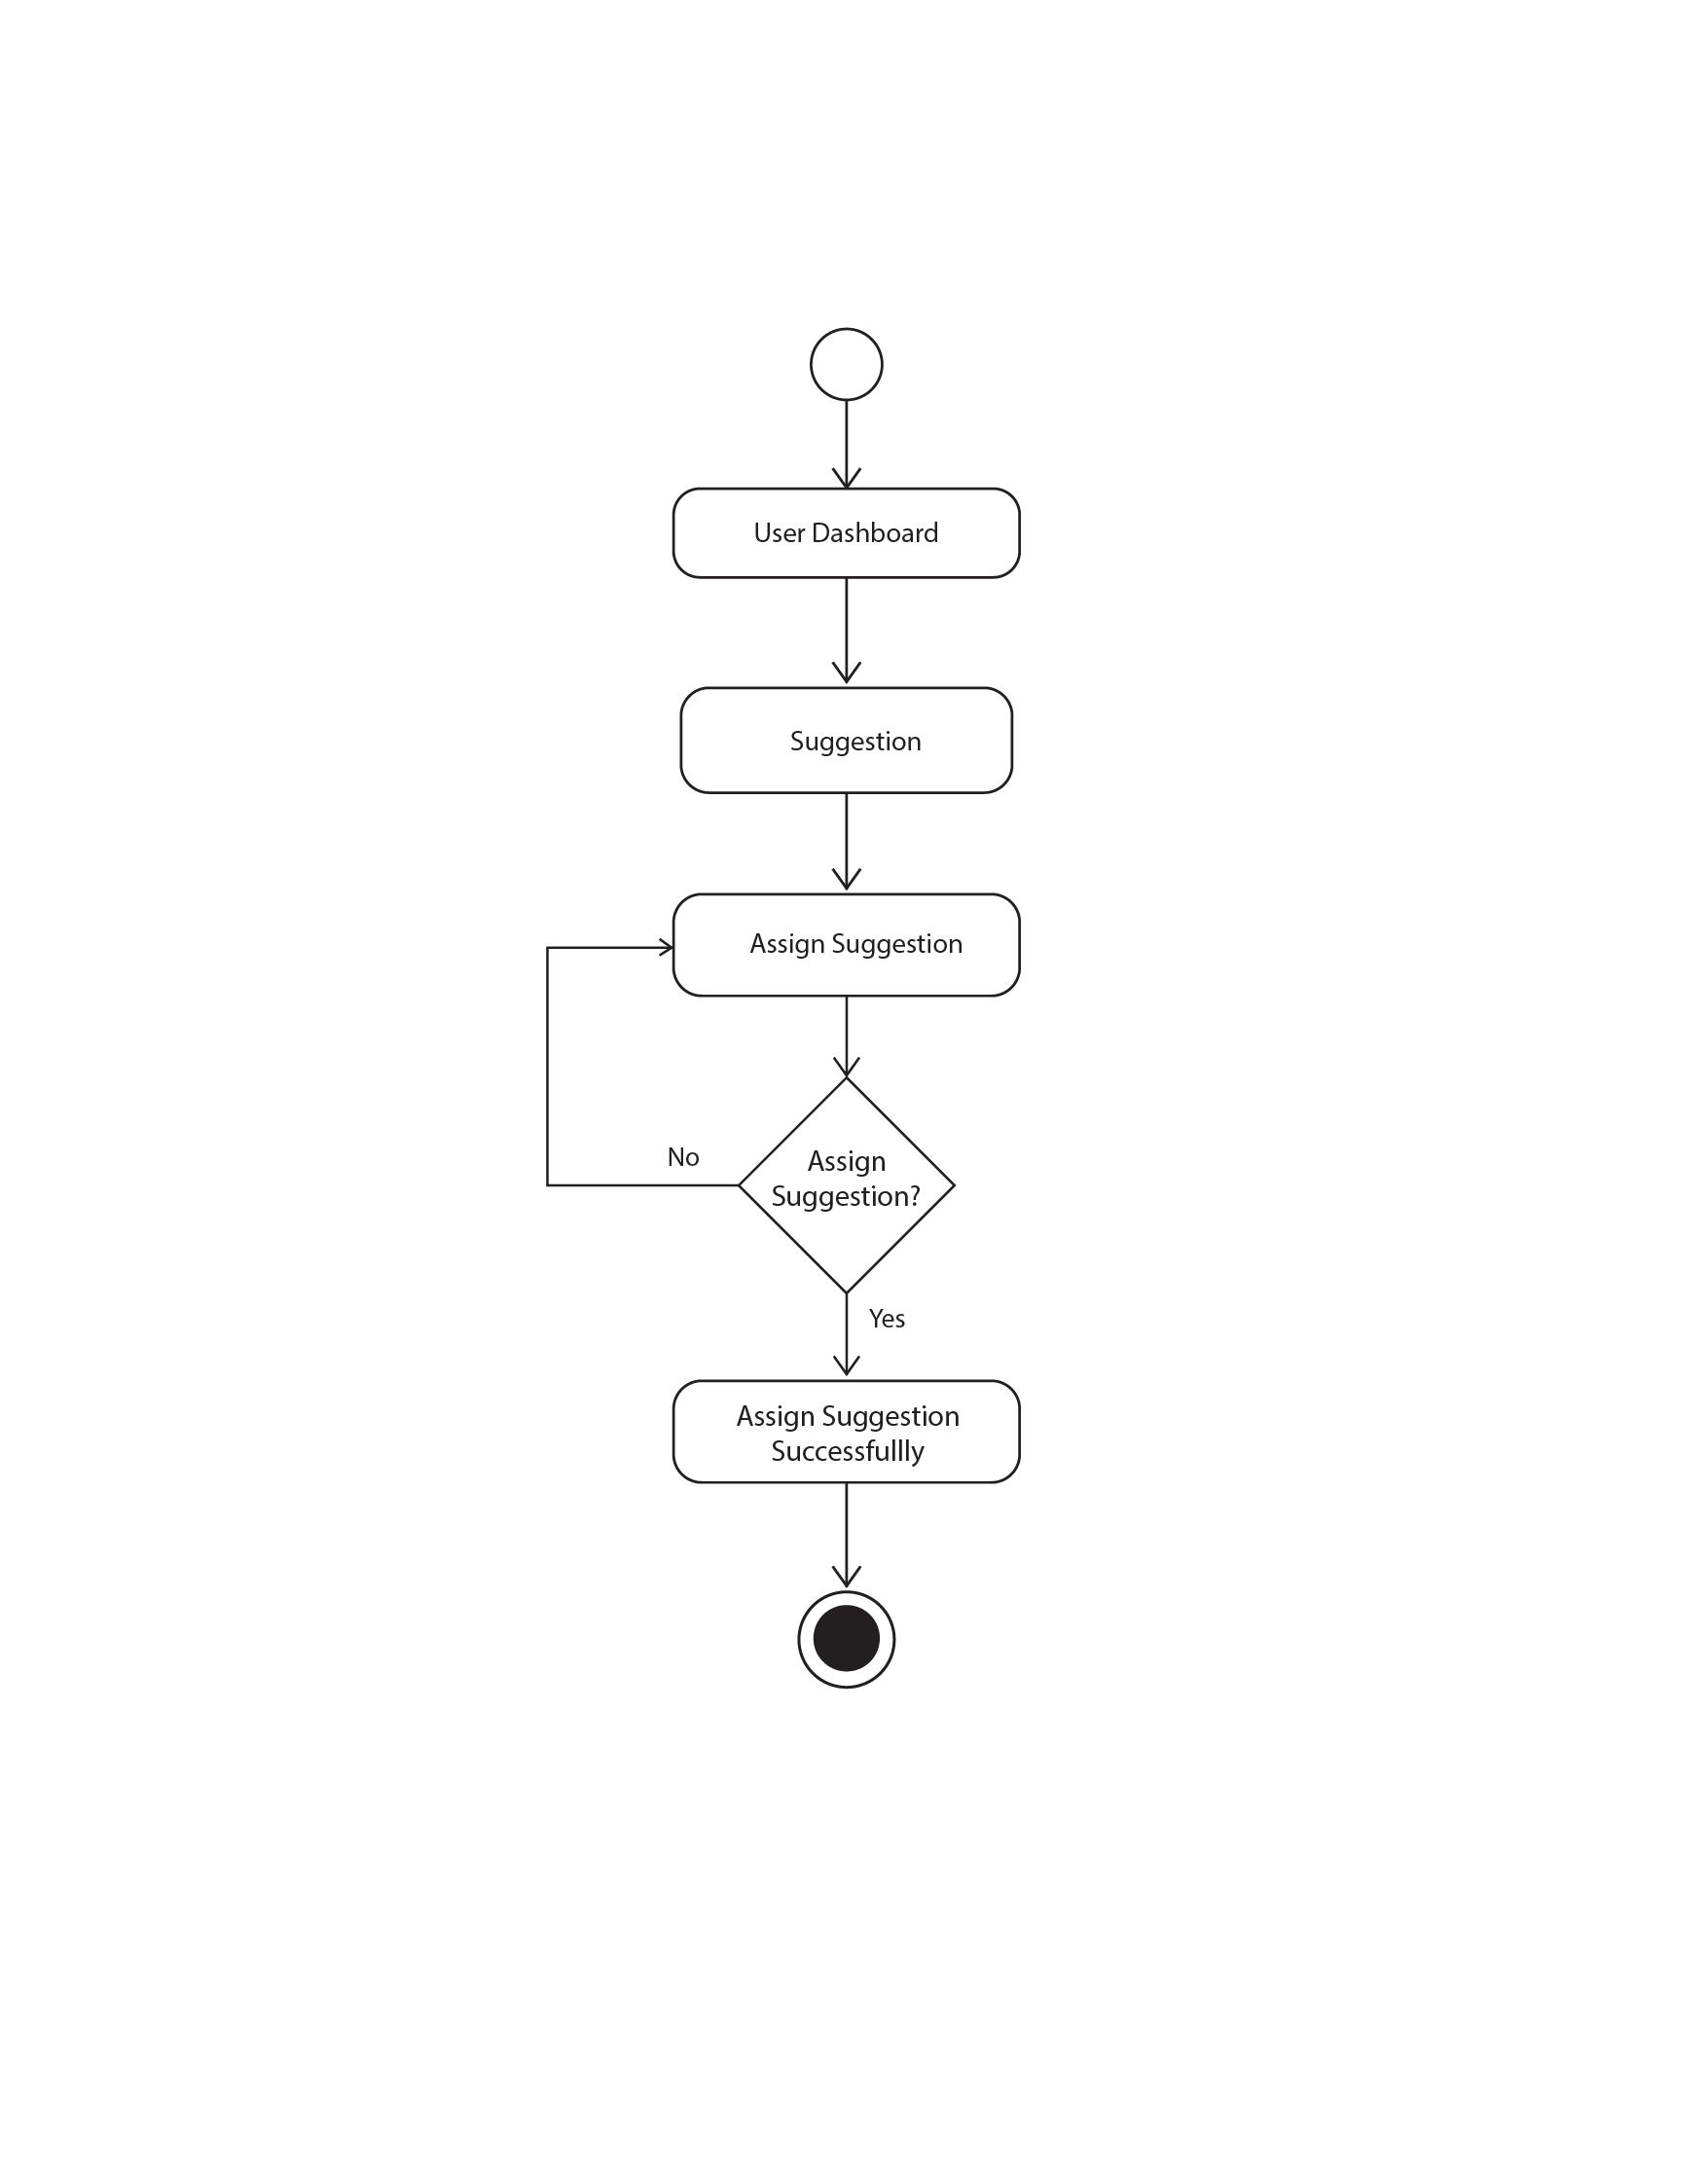 User Dashboard
Suggestion
Assign Suggestion
Assign
Suggestion?
No
Yes
Assign Suggestion
Successfullly